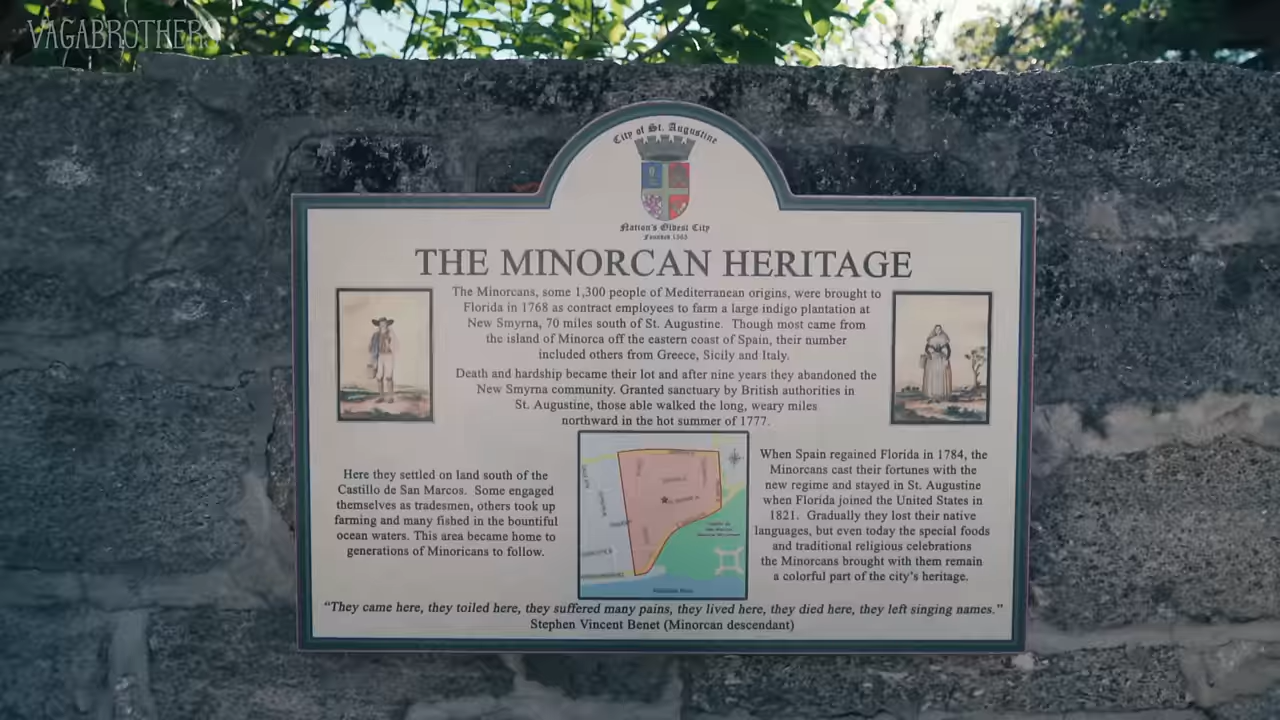 VAGABROTHERS
City of St. Augustine
Nation's Oldest City
Founded 1565
THE MINORCAN HERITAGE
The Minorcans, some 1,300 people of Mediterranean origins, were brought to
Florida in 1768 as contract employees to farm a large indigo plantation at
New Smyrna, 70 miles south of St. Augustine. Though most came from
the island of Minorca off the eastern coast of Spain, their number
included others from Greece, Sicily and Italy.
Death and hardship became their lot and after nine years they abandoned the
New Smyrna community. Granted sanctuary by British authorities in
St. Augustine, those able walked the long, weary miles
northward in the hot summer of 1777.
Here they settled on land south of the
Castillo de San Marcos. Some engaged
themselves as tradesmen, others took up
farming and many fished in the bountiful
ocean waters. This area became home to
generations of Minoricans to follow.
When Spain regained Florida in 1784, the
Minorcans cast their fortunes with the
new regime and stayed in St. Augustine
when Florida joined the United States in
1821. Gradually they lost their native
languages, but even today the special foods
and traditional religious celebrations
the Minorcans brought with them remain
a colorful part of the city's heritage.
"They came here, they toiled here, they suffered many pains, they lived here, they died here, they left singing names."
Stephen Vincent Benet (Minorcan descendant)